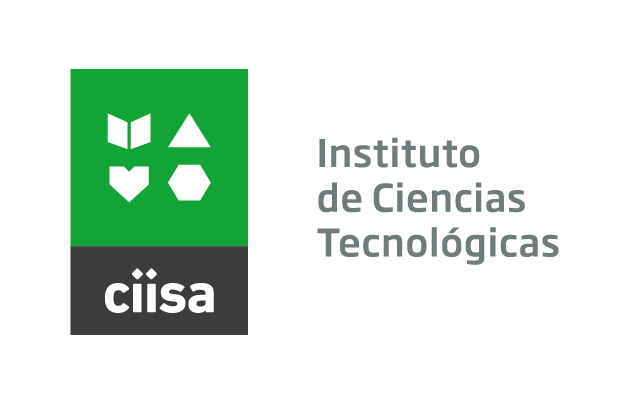 ciisa
Instituto
de Ciencias
Tecnológicas